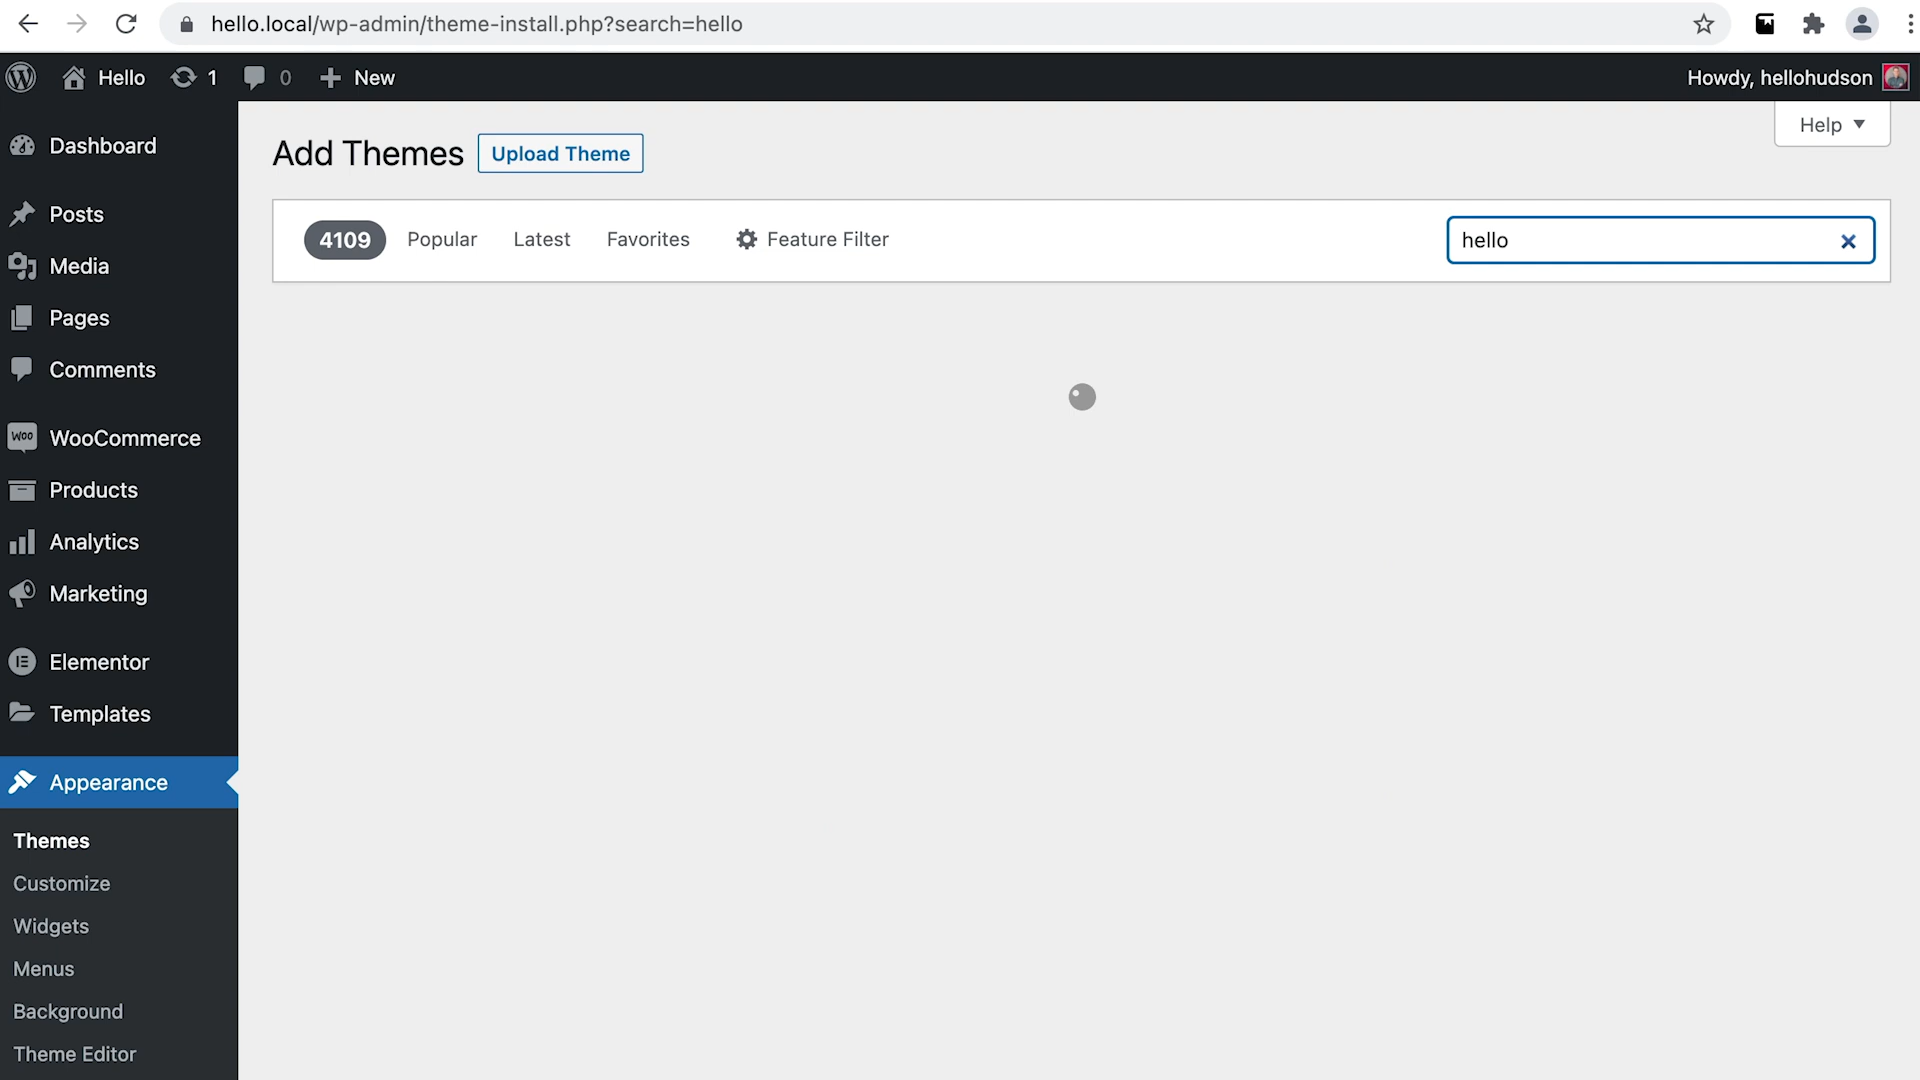 hello.local/wp-admin/theme-install.php?search=hello
Hello 1 0 New
Howdy, hellohudson
Help
Dashboard
Posts
Media
Pages
Comments
Woo WooCommerce
Products
Analytics
Marketing
Elementor
Templates
Appearance
Themes
Customize
Widgets
Menus
Background
Theme Editor
Add Themes Upload Theme
4109 Popular Latest Favorites Feature Filter
hello